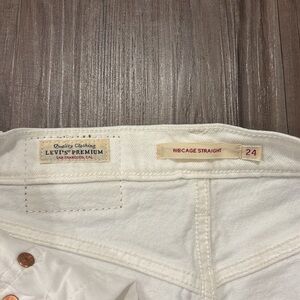 Quality Clothing
LEVI'S® PREMIUM
SAN FRANCISCO, CAL.
RIBCAGE STRAIGHT
24